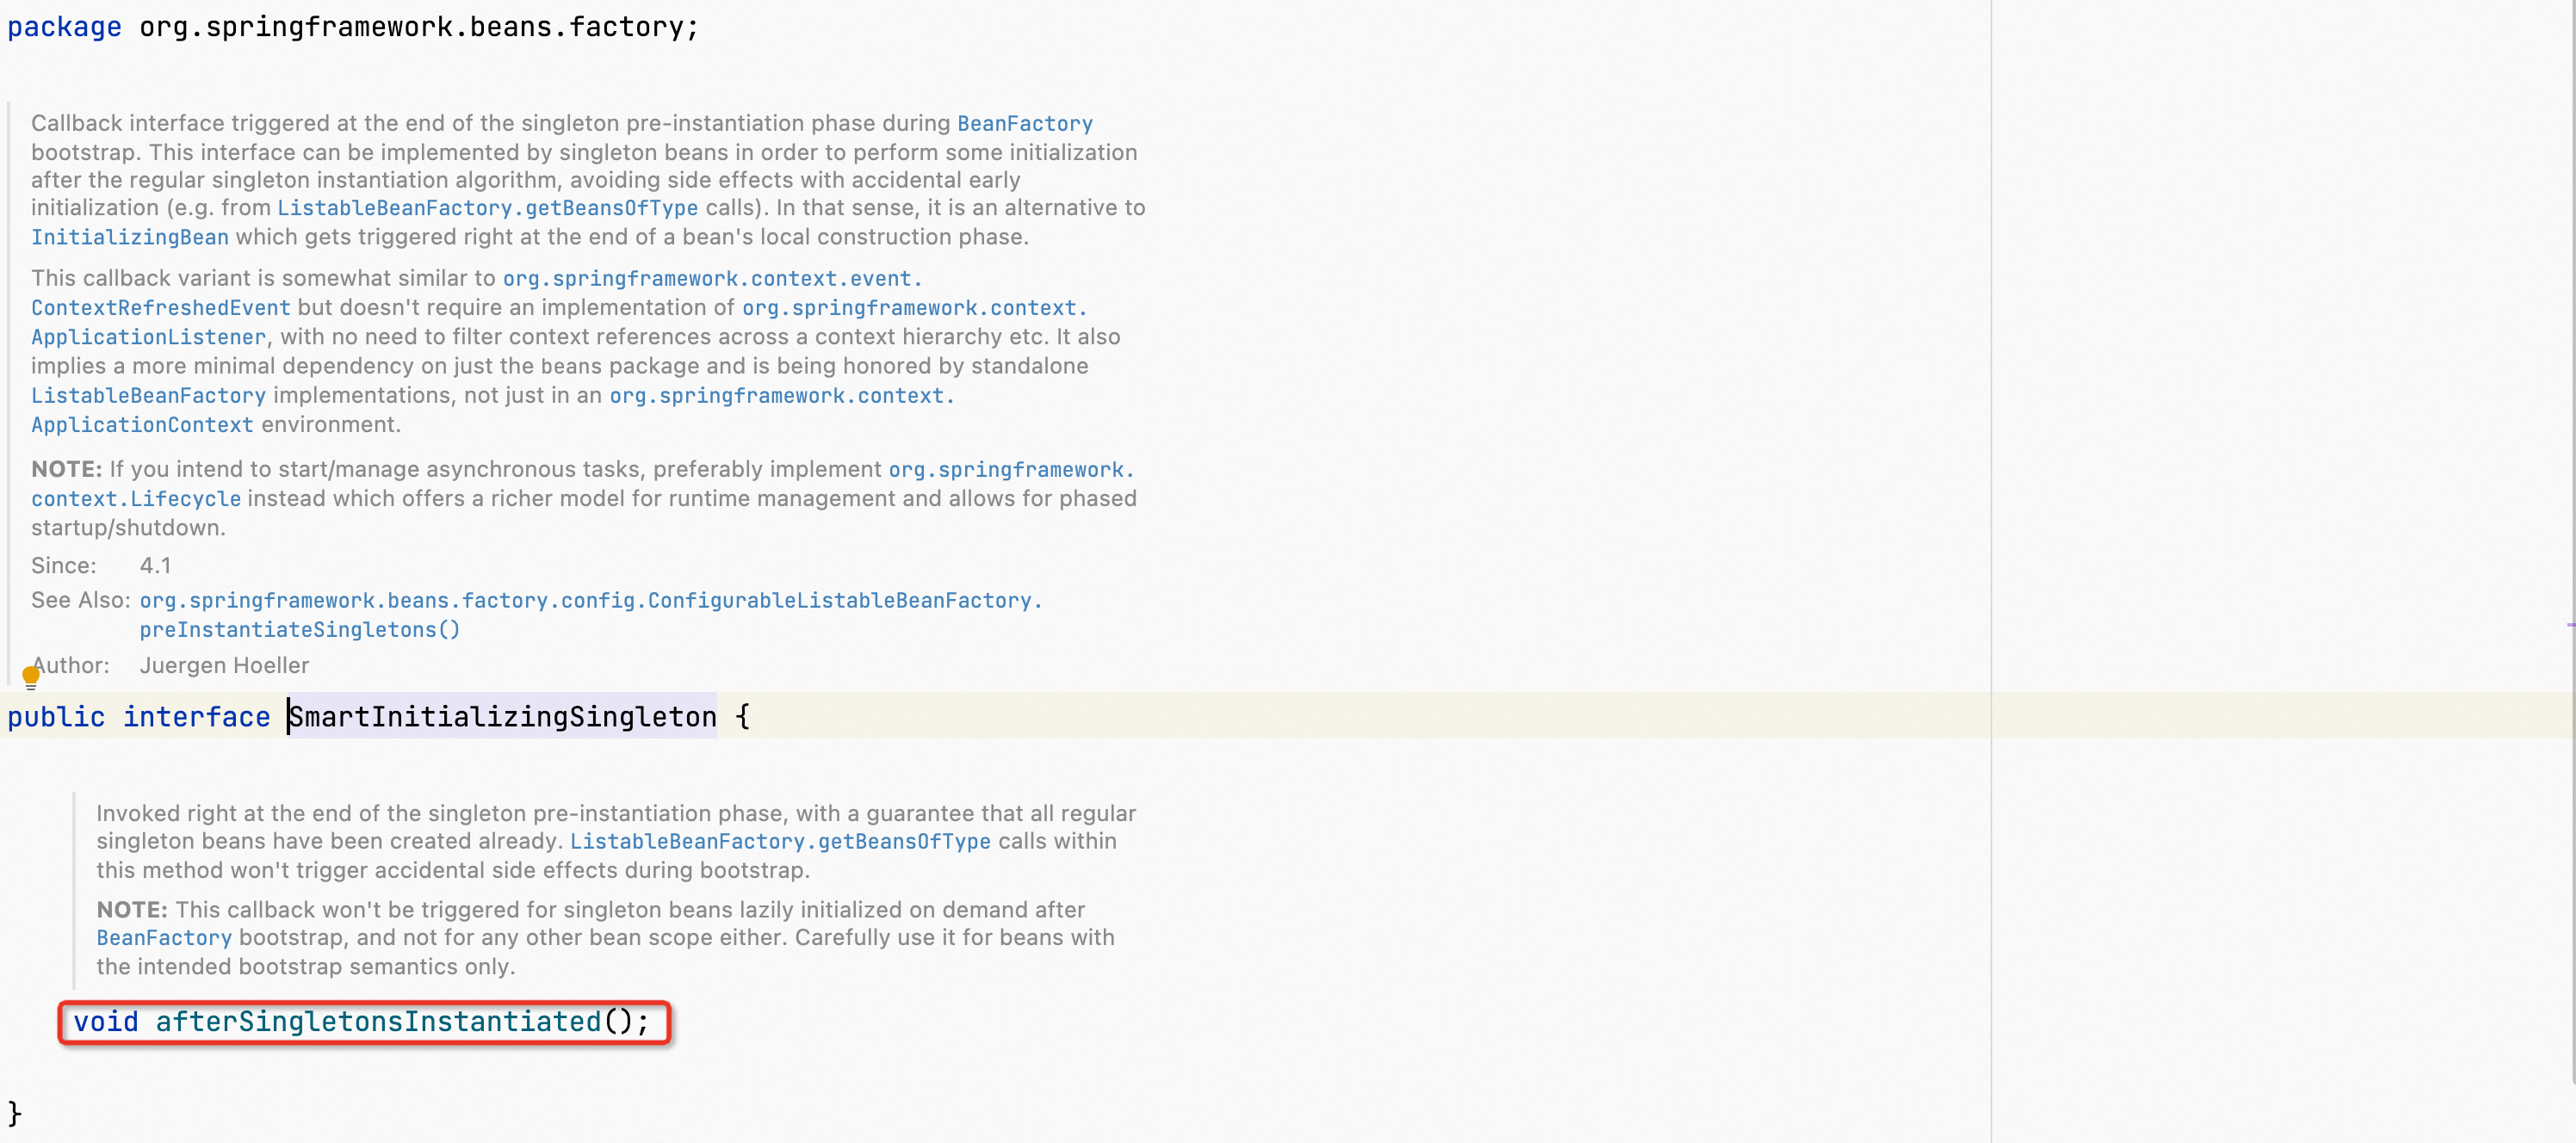 package org.springframework.beans.factory;
Callback interface triggered at the end of the singleton pre-instantiation phase during BeanFactory
bootstrap. This interface can be implemented by singleton beans in order to perform some initialization
after the regular singleton instantiation algorithm, avoiding side effects with accidental early
initialization (e.g. from ListableBeanFactory.getBeansOfType calls). In that sense, it is an alternative to
InitializingBean which gets triggered right at the end of a bean's local construction phase.
This callback variant is somewhat similar to org.springframework.context.event.
ContextRefreshedEvent but doesn't require an implementation of org.springframework.context.
ApplicationListener, with no need to filter context references across a context hierarchy etc. It also
implies a more minimal dependency on just the beans package and is being honored by standalone
ListableBeanFactory implementations, not just in an org.springframework.context.
ApplicationContext environment.
NOTE: If you intend to start/manage asynchronous tasks, preferably implement org.springframework.
context.Lifecycle instead which offers a richer model for runtime management and allows for phased
startup/shutdown.
Since: 4.1
See Also: org.springframework.beans.factory.config.ConfigurableListableBeanFactory.
preInstantiateSingletons()
Author: Juergen Hoeller
public interface SmartInitializingSingleton {
Invoked right at the end of the singleton pre-instantiation phase, with a guarantee that all regular
singleton beans have been created already. ListableBeanFactory.getBeansOfType calls within
this method won't trigger accidental side effects during bootstrap.
NOTE: This callback won't be triggered for singleton beans lazily initialized on demand after
BeanFactory bootstrap, and not for any other bean scope either. Carefully use it for beans with
the intended bootstrap semantics only.
void afterSingletonsInstantiated();
}